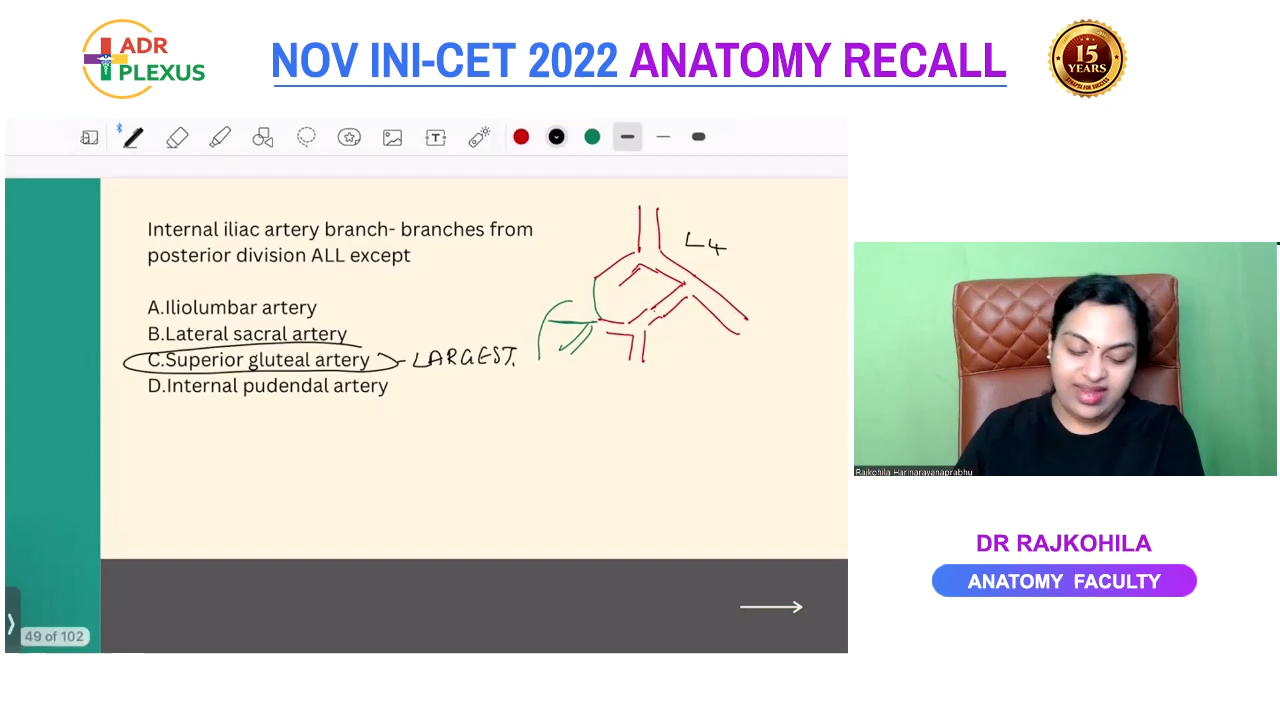 ADR
PLEXUS
NOV INI-CET 2022 ANATOMY RECALL
15
YEARS
T
Internal iliac artery branch- branches from
posterior division ALL except
L4
A.Iliolumbar artery
B.Lateral sacral artery
C.Superior gluteal artery - LARGEST.
D.Internal pudendal artery
Rajkohila Harinarayanaprabhu
DR RAJKOHILA
ANATOMY FACULTY
49 of 102